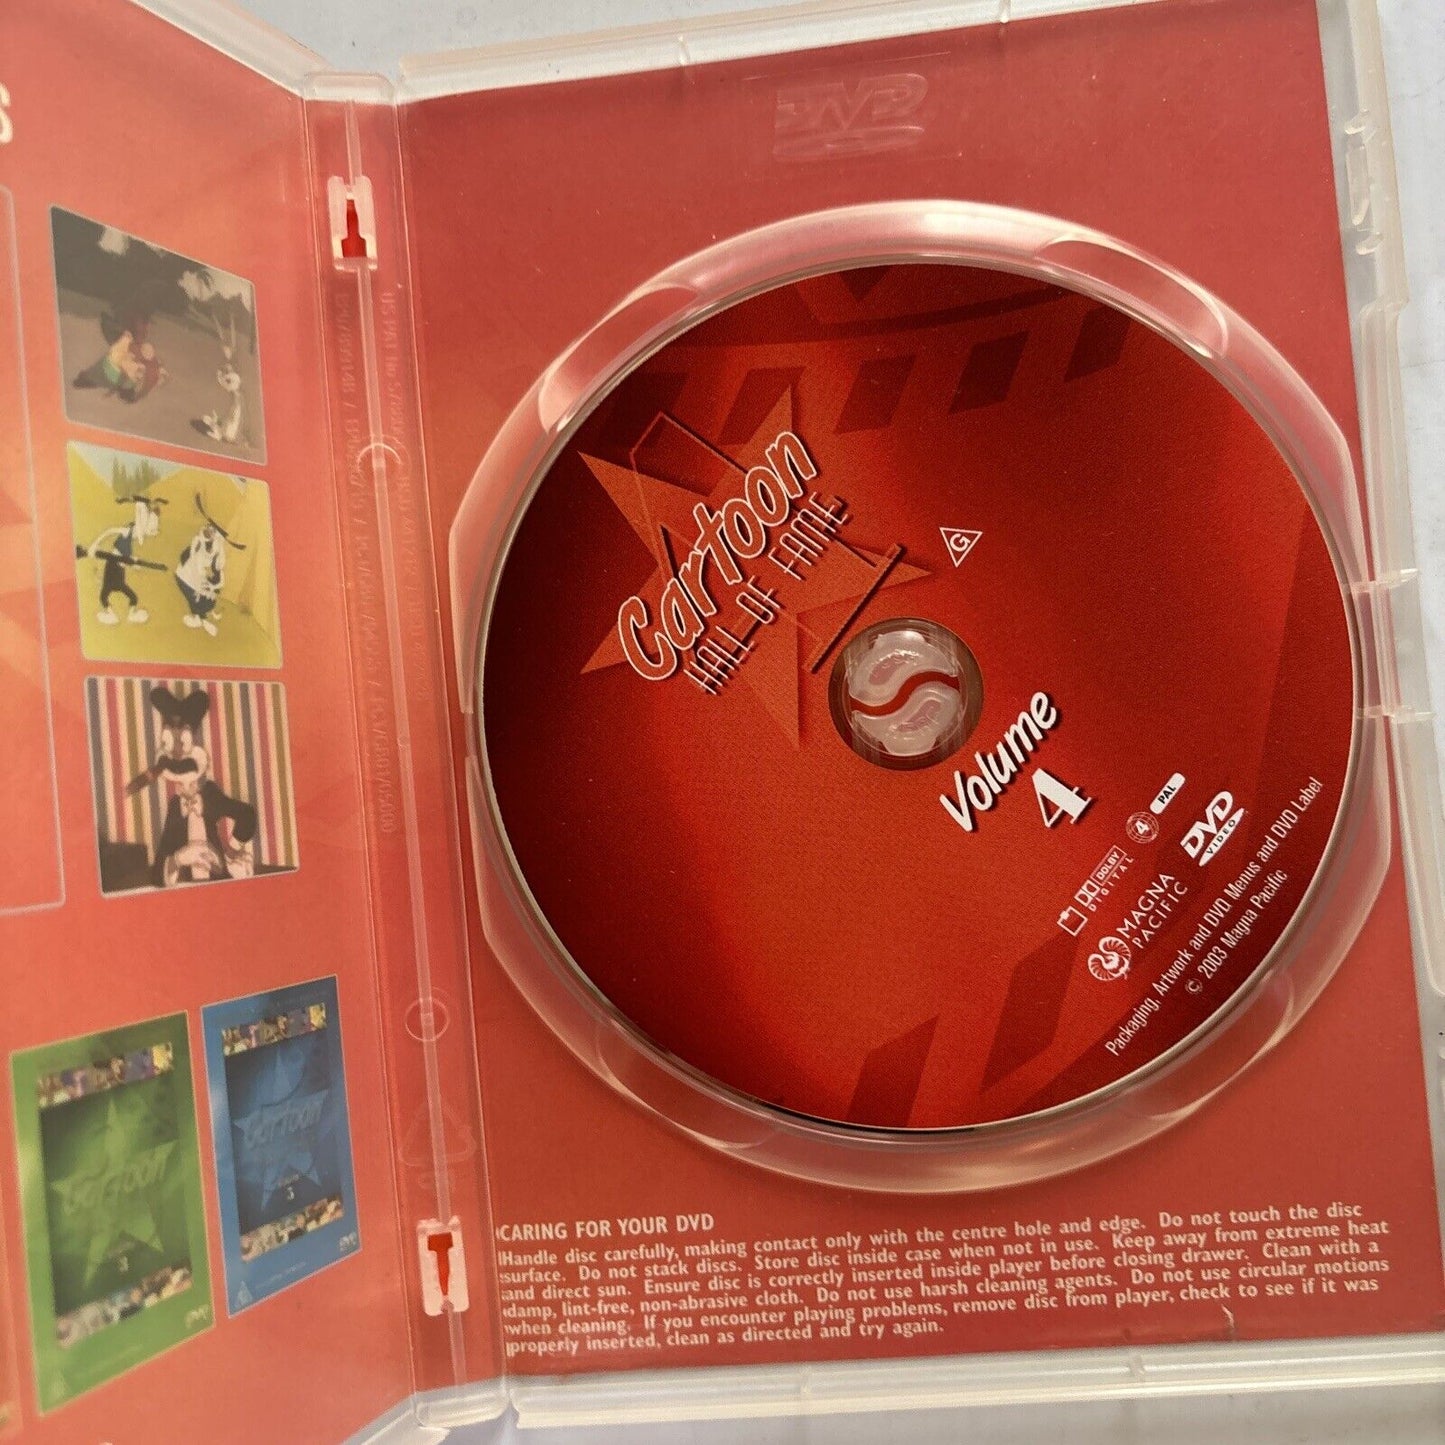 S
DVD
Cartoon
HALL OF FAME
G
Volume
4
4 PAL
DOLBY
DIGITAL
DVD
VIDEO
MAGNA
PACIFIC
Packaging, Artwork and DVD Menus and DVD Label
© 2003 Magna Pacific
CARING FOR YOUR DVD
Handle disc carefully, making contact only with the centre hole and edge. Do not touch the disc
surface. Do not stack discs. Store disc inside case when not in use. Keep away from extreme heat
and direct sun. Ensure disc is correctly inserted inside player before closing drawer. Clean with a
damp, lint-free, non-abrasive cloth. Do not use harsh cleaning agents. Do not use circular motions
when cleaning. If you encounter playing problems, remove disc from player, check to see if it was
properly inserted, clean as directed and try again.